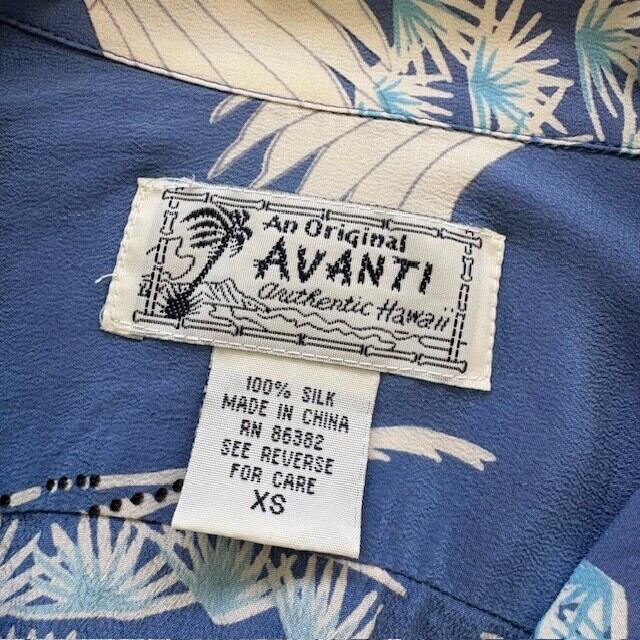 An Original
AVANTI
authentic Hawaii
100% SILK
MADE IN CHINA
RN 86382
SEE REVERSE
FOR CARE
XS